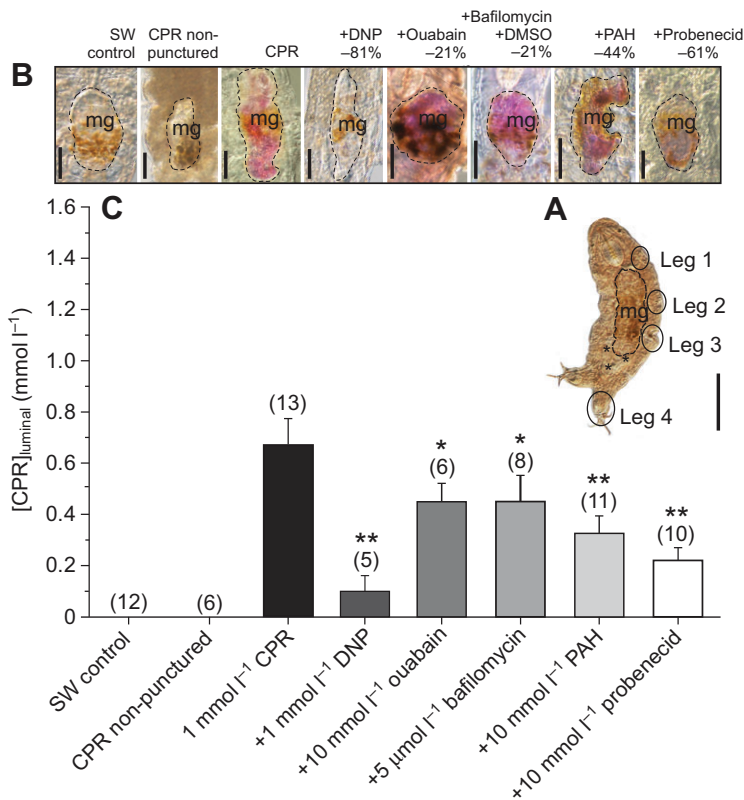 B
SW control
CPR non-punctured
CPR
+DNP –81%
+Ouabain –21%
+Bafilomycin +DMSO –21%
+PAH –44%
+Probenecid –61%
mg mg mg mg mg mg mg mg
C
A
Leg 1
Leg 2
mg
Leg 3
* * *
Leg 4
[CPR]luminal (mmol l–1)
1.6
1.4
1.2
1.0
0.8
0.6
0.4
0.2
0
(12)
(6)
(13)
**
(5)
*
(6)
*
(8)
**
(11)
**
(10)
SW control
CPR non-punctured
1 mmol l–1 CPR
+1 mmol l–1 DNP
+10 mmol l–1 ouabain
+5 μmol l–1 bafilomycin
+10 mmol l–1 PAH
+10 mmol l–1 probenecid